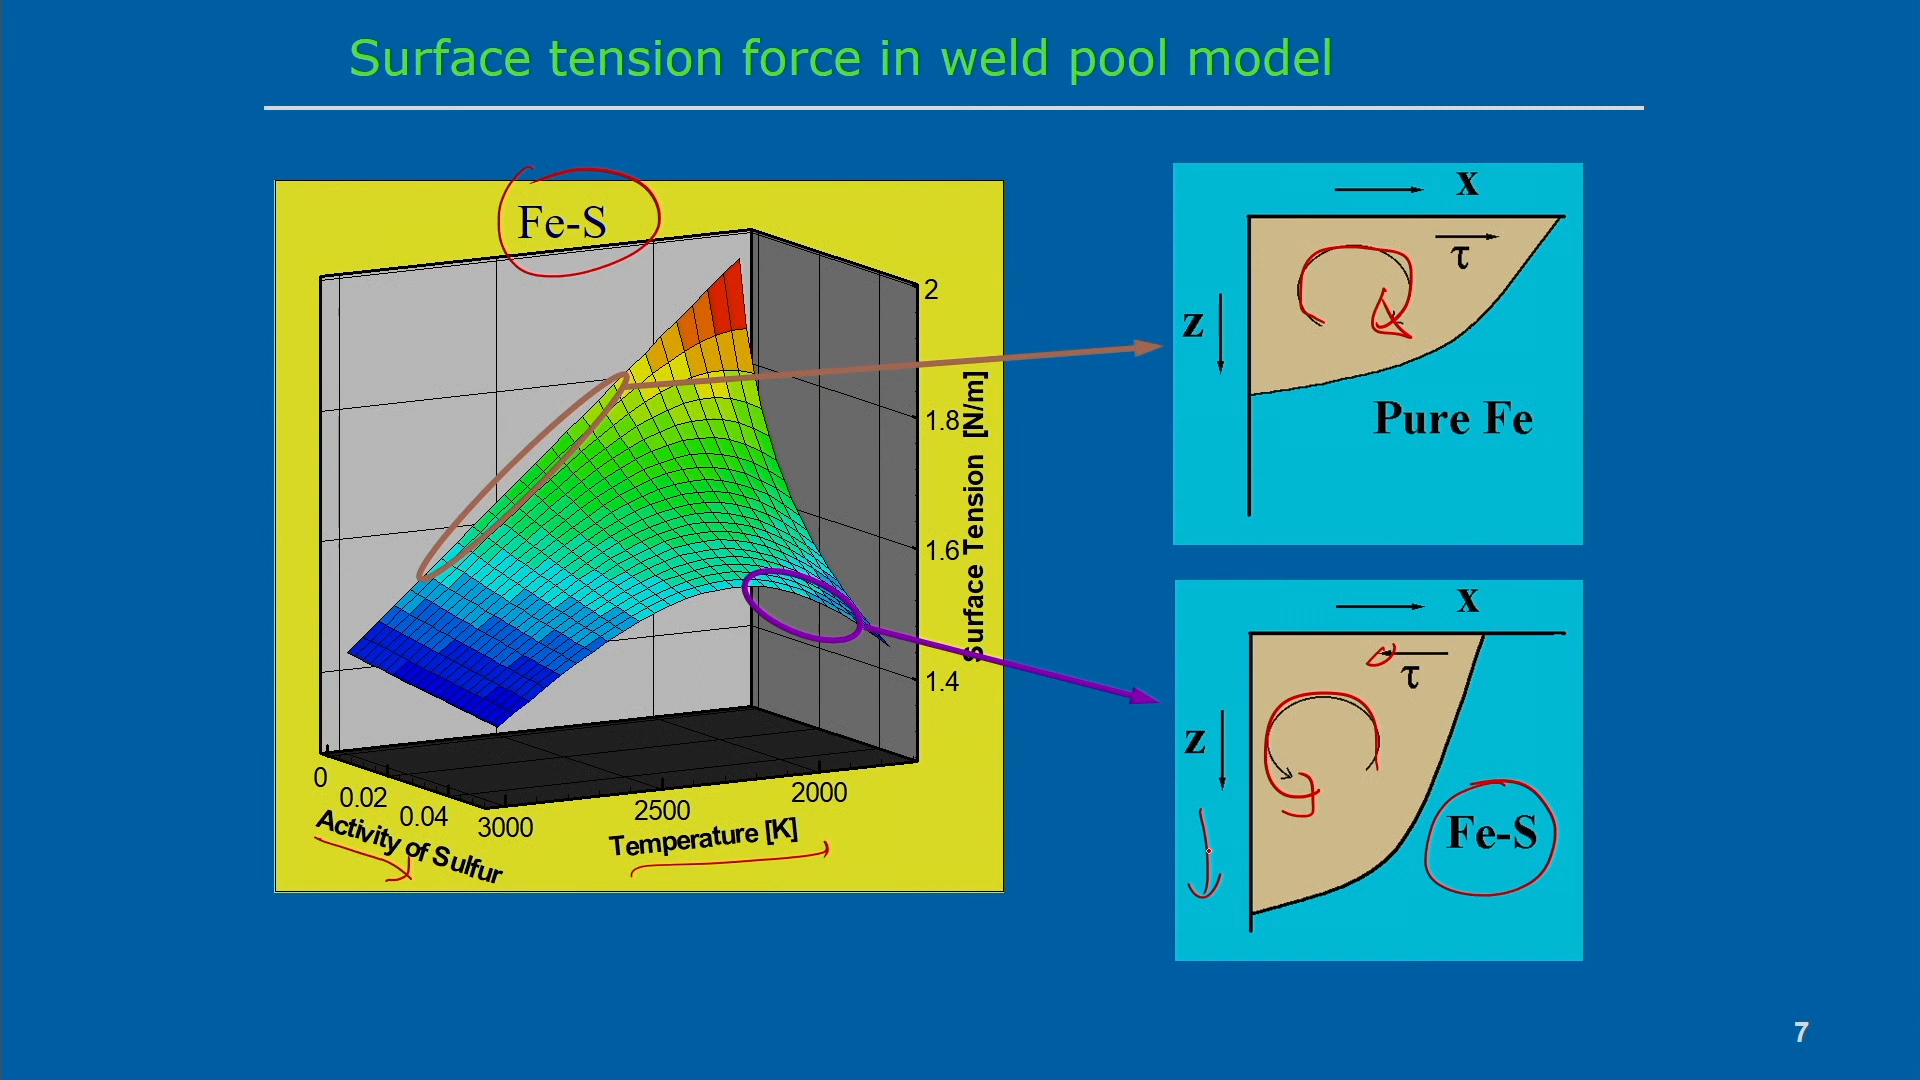 Surface tension force in weld pool model
Fe-S
2
1.8
1.6
1.4
Surface Tension [N/m]
0
0.02
0.04
Activity of Sulfur
3000
2500
2000
Temperature [K]
x
τ
z
Pure Fe
x
τ
z
Fe-S
7